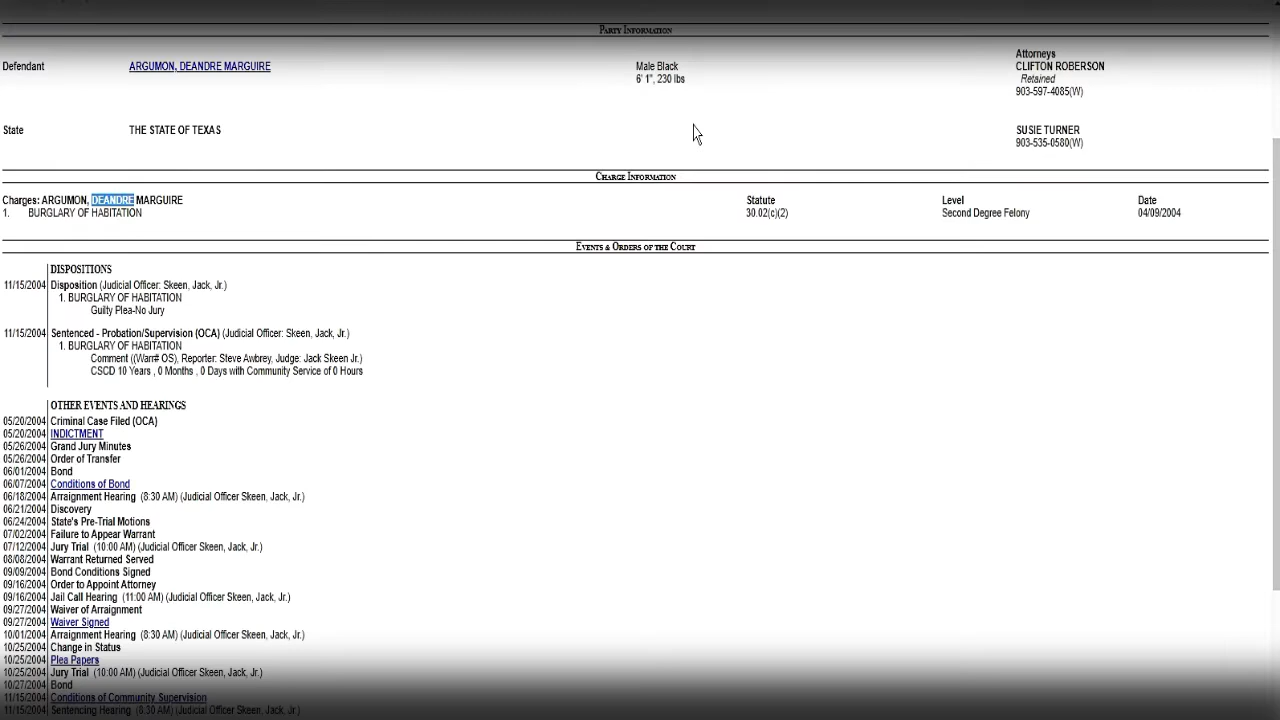 Party Information
Attorneys
Defendant ARGUMON, DEANDRE MARGUIRE Male Black CLIFTON ROBERSON
6' 1", 230 lbs Retained
903-597-4085(W)
State THE STATE OF TEXAS SUSIE TURNER
903-535-0580(W)
Charge Information
Charges: ARGUMON, DEANDRE MARGUIRE Statute Level Date
1. BURGLARY OF HABITATION 30.02(c)(2) Second Degree Felony 04/09/2004
Events & Orders of the Court
DISPOSITIONS
11/15/2004 Disposition (Judicial Officer: Skeen, Jack, Jr.)
1. BURGLARY OF HABITATION
Guilty Plea-No Jury
11/15/2004 Sentenced - Probation/Supervision (OCA) (Judicial Officer: Skeen, Jack, Jr.)
1. BURGLARY OF HABITATION
Comment ((Warr# OS), Reporter: Steve Awbrey, Judge: Jack Skeen Jr.)
CSCD 10 Years , 0 Months , 0 Days with Community Service of 0 Hours
OTHER EVENTS AND HEARINGS
05/20/2004 Criminal Case Filed (OCA)
05/20/2004 INDICTMENT
05/26/2004 Grand Jury Minutes
05/26/2004 Order of Transfer
06/01/2004 Bond
06/07/2004 Conditions of Bond
06/18/2004 Arraignment Hearing (8:30 AM) (Judicial Officer Skeen, Jack, Jr.)
06/21/2004 Discovery
06/24/2004 State's Pre-Trial Motions
07/02/2004 Failure to Appear Warrant
07/12/2004 Jury Trial (10:00 AM) (Judicial Officer Skeen, Jack, Jr.)
08/08/2004 Warrant Returned Served
09/09/2004 Bond Conditions Signed
09/16/2004 Order to Appoint Attorney
09/16/2004 Jail Call Hearing (11:00 AM) (Judicial Officer Skeen, Jack, Jr.)
09/27/2004 Waiver of Arraignment
09/27/2004 Waiver Signed
10/01/2004 Arraignment Hearing (8:30 AM) (Judicial Officer Skeen, Jack, Jr.)
10/25/2004 Change in Status
10/25/2004 Plea Papers
10/25/2004 Jury Trial (10:00 AM) (Judicial Officer Skeen, Jack, Jr.)
10/27/2004 Bond
11/15/2004 Conditions of Community Supervision
11/15/2004 Sentencing Hearing (8:30 AM) (Judicial Officer Skeen, Jack, Jr.)